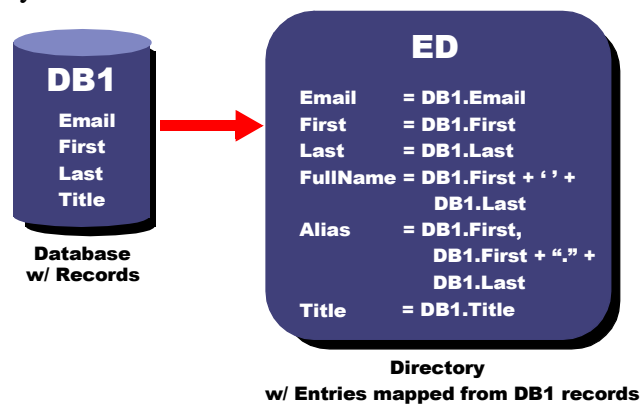 DB1
Email
First
Last
Title
Database
w/ Records
ED
Email = DB1.Email
First = DB1.First
Last = DB1.Last
FullName = DB1.First + ‘ ’ +
DB1.Last
Alias = DB1.First,
DB1.First + “.” +
DB1.Last
Title = DB1.Title
Directory
w/ Entries mapped from DB1 records